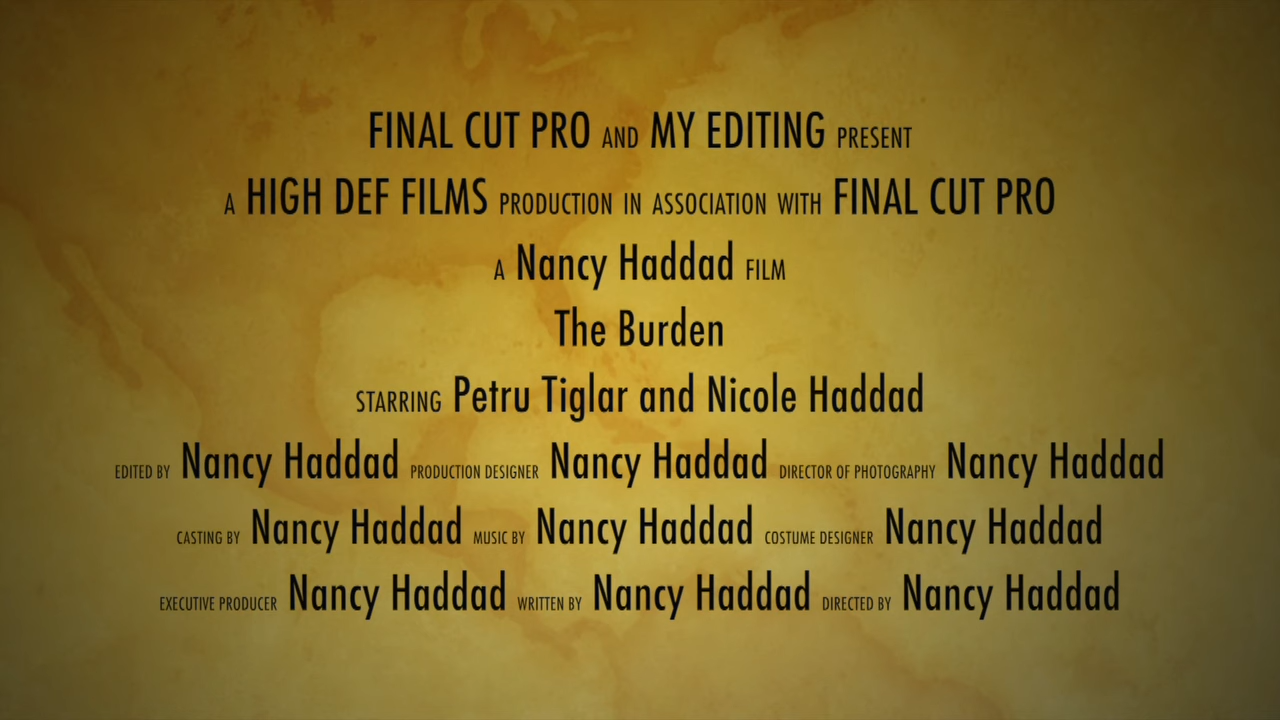 FINAL CUT PRO AND MY EDITING PRESENT
A HIGH DEF FILMS PRODUCTION IN ASSOCIATION WITH FINAL CUT PRO
A Nancy Haddad FILM
The Burden
STARRING Petru Tiglar and Nicole Haddad
EDITED BY Nancy Haddad PRODUCTION DESIGNER Nancy Haddad DIRECTOR OF PHOTOGRAPHY Nancy Haddad
CASTING BY Nancy Haddad MUSIC BY Nancy Haddad COSTUME DESIGNER Nancy Haddad
EXECUTIVE PRODUCER Nancy Haddad WRITTEN BY Nancy Haddad DIRECTED BY Nancy Haddad